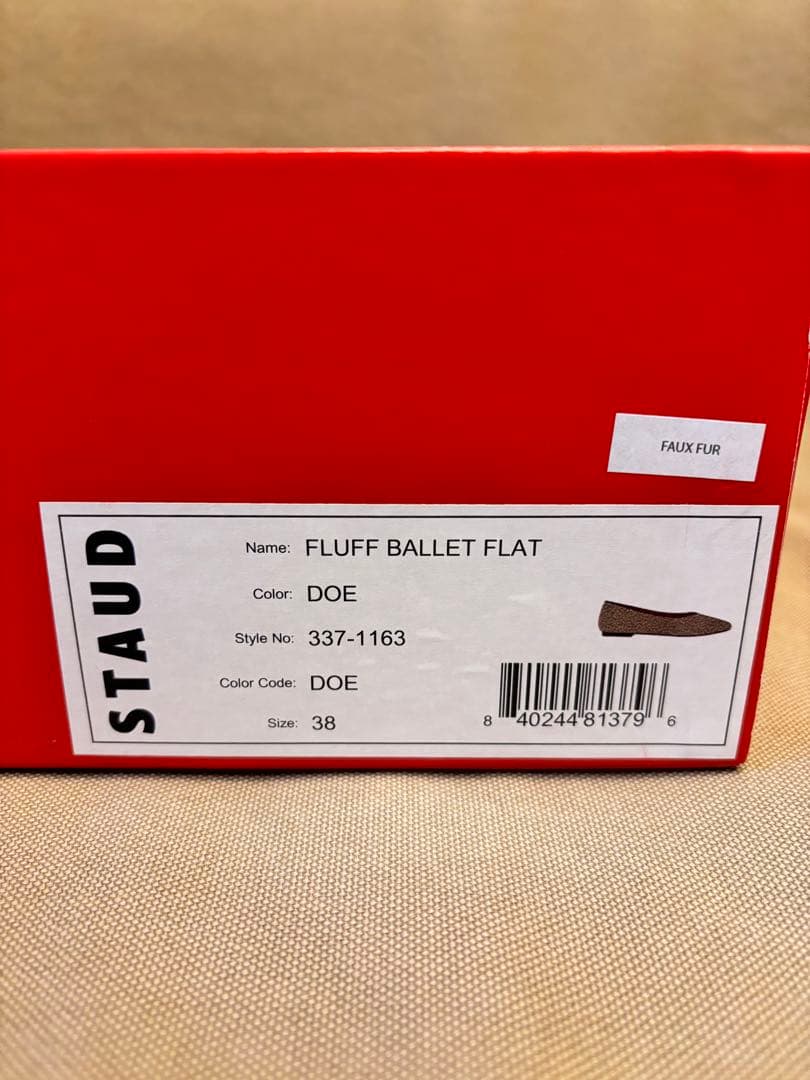 FAUX FUR
STAUD
Name: FLUFF BALLET FLAT
Color: DOE
Style No: 337-1163
Color Code: DOE
Size: 38
8 40244 81379 6